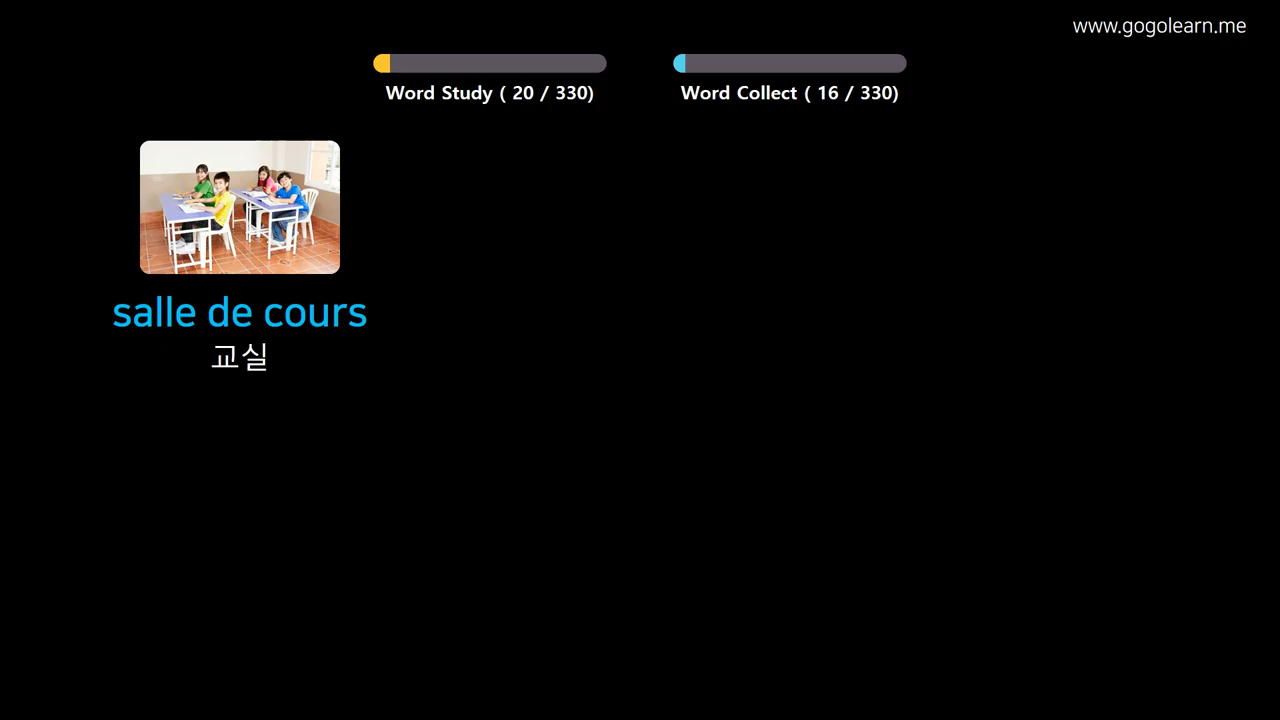 www.gogolearn.me
Word Study ( 20 / 330)
Word Collect ( 16 / 330)
salle de cours
교실